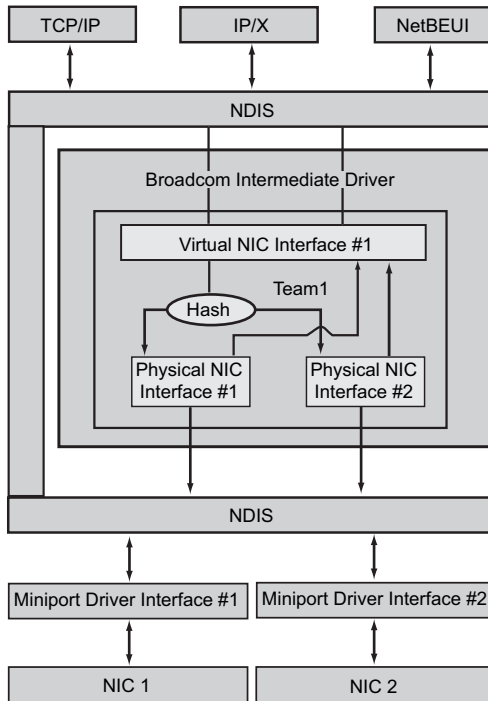 TCP/IP
IP/X
NetBEUI
NDIS
Broadcom Intermediate Driver
Virtual NIC Interface #1
Team1
Hash
Physical NIC
Interface #1
Physical NIC
Interface #2
NDIS
Miniport Driver Interface #1
Miniport Driver Interface #2
NIC 1
NIC 2